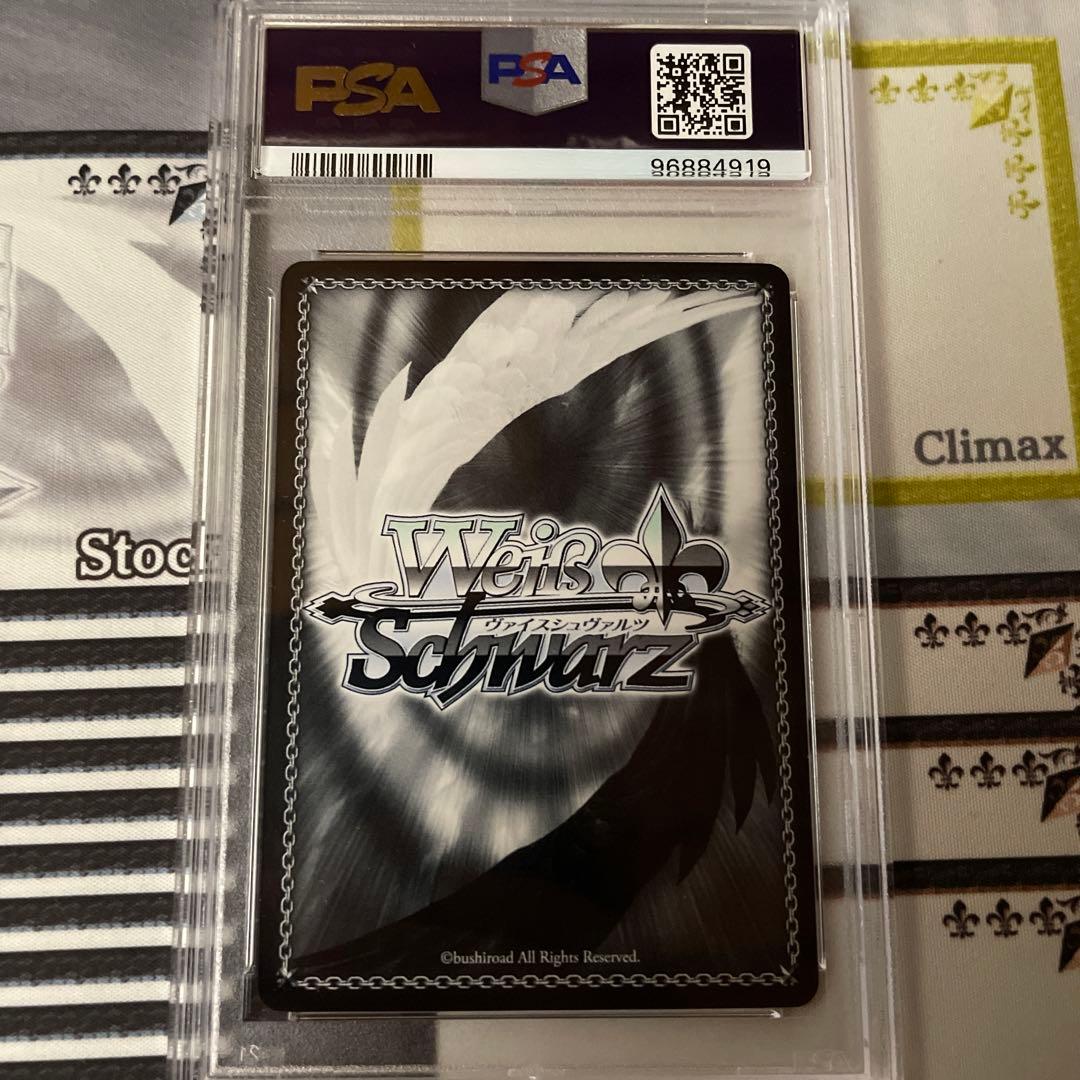 PSA
PSA
96884919
Climax
Stoc
Weiß
ヴァイスシュヴァルツ
Schwarz
©bushiroad All Rights Reserved.